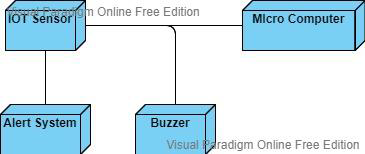 Visual Paradigm Online Free Edition
IOT Sensor
Micro Computer
Alert System
Buzzer
Visual Paradigm Online Free Edition